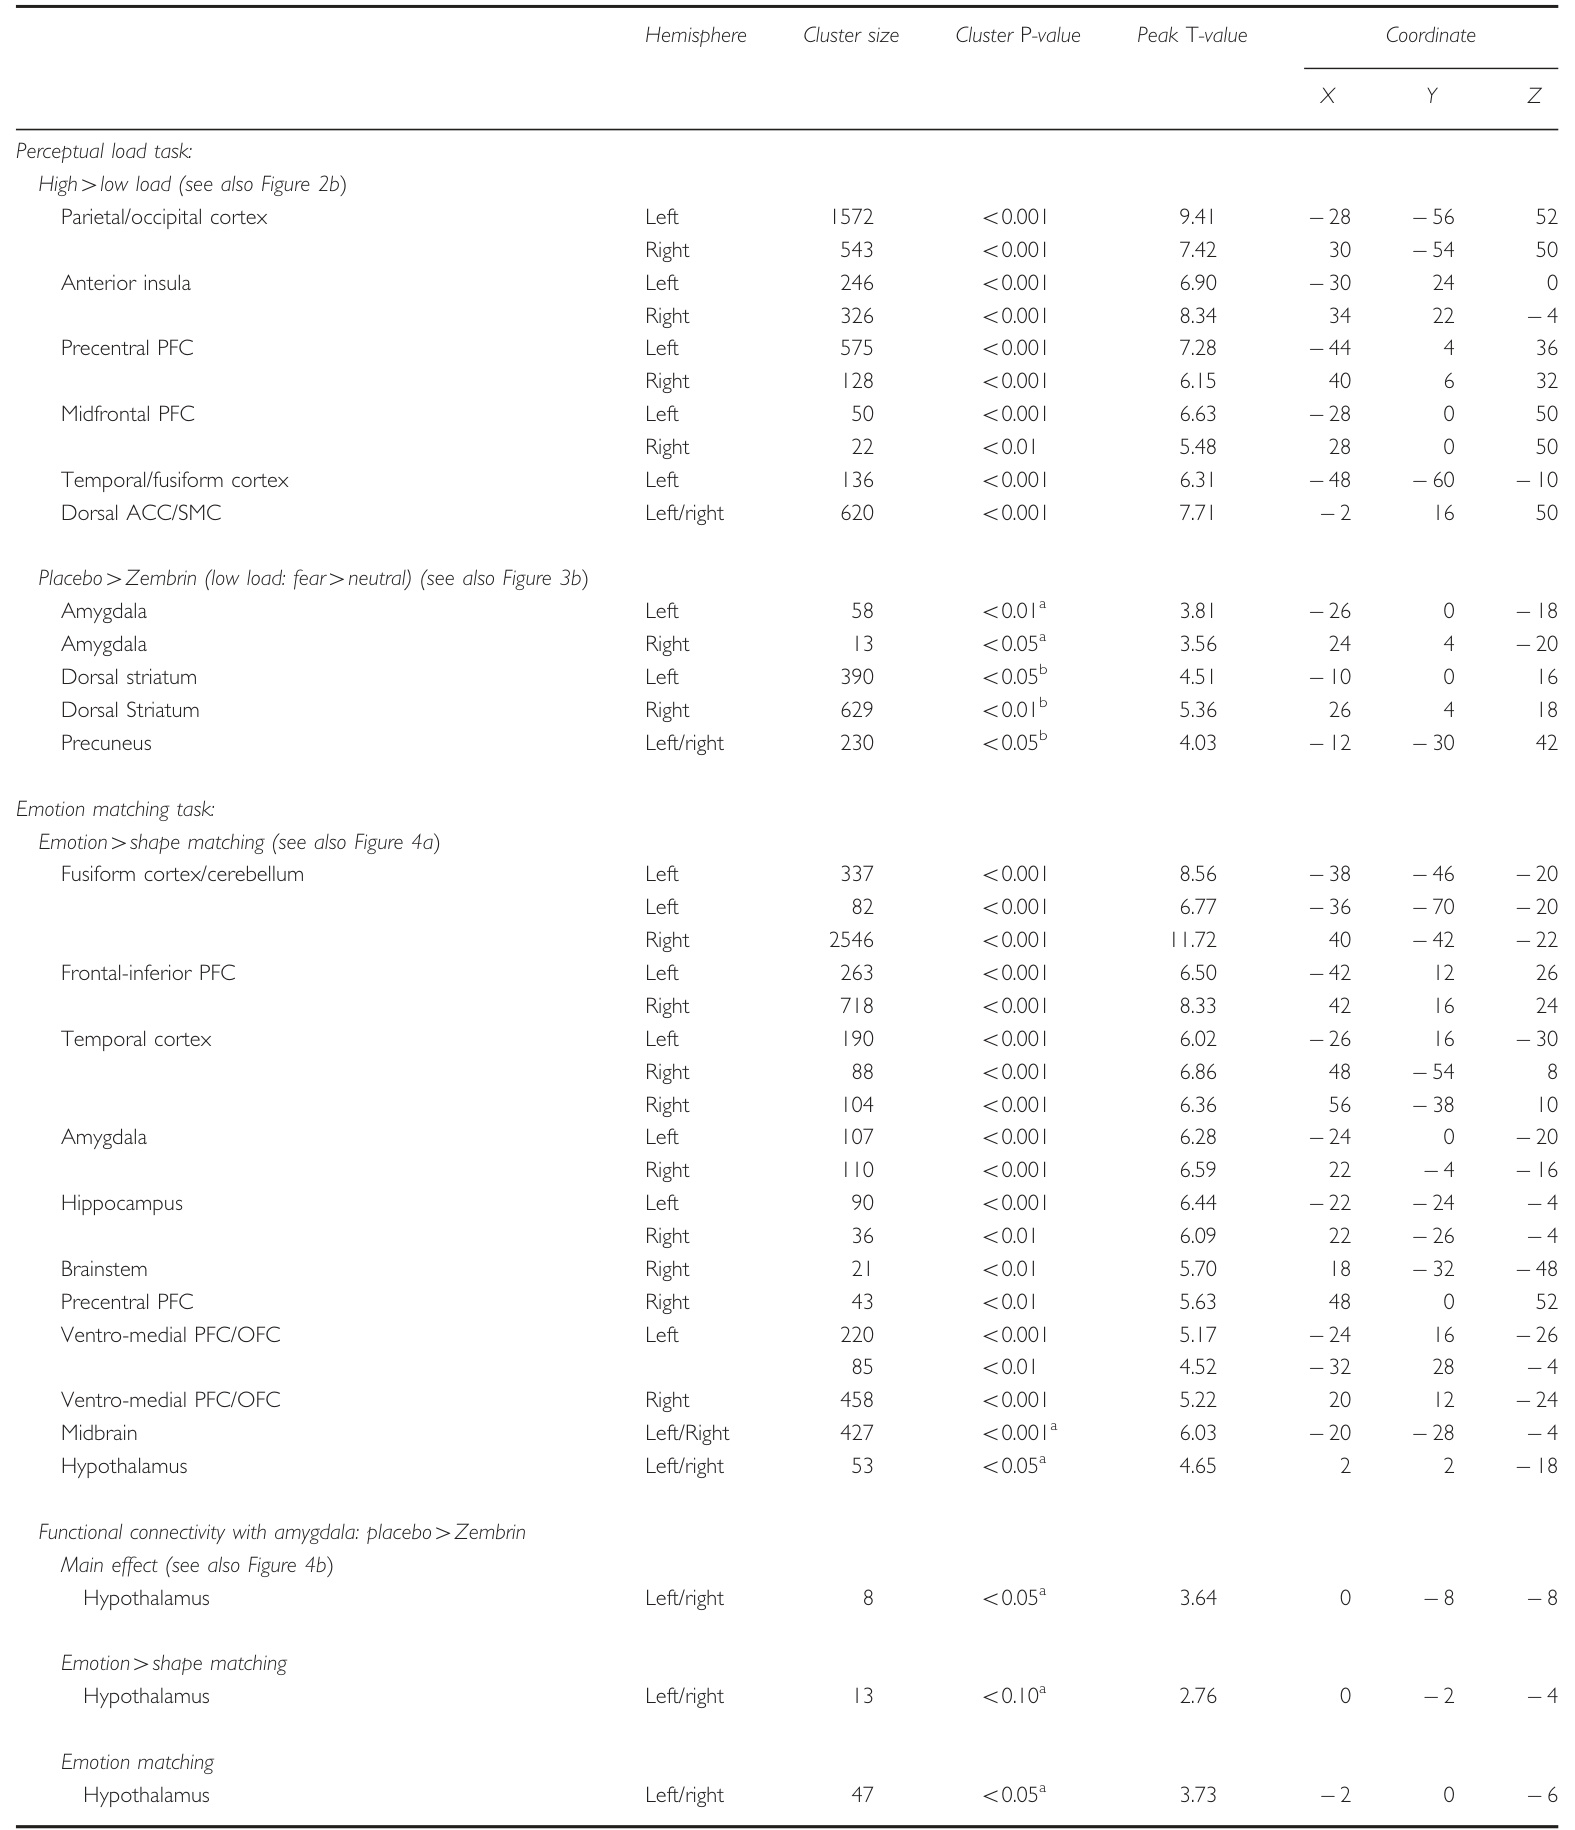 Hemisphere Cluster size Cluster P-value Peak T-value Coordinate
X Y Z
Perceptual load task:
High>low load (see also Figure 2b)
Parietal/occipital cortex Left 1572 <0.001 9.41 −28 −56 52
Right 543 <0.001 7.42 30 −54 50
Anterior insula Left 246 <0.001 6.90 −30 24 0
Right 326 <0.001 8.34 34 22 −4
Precentral PFC Left 575 <0.001 7.28 −44 4 36
Right 128 <0.001 6.15 40 6 32
Midfrontal PFC Left 50 <0.001 6.63 −28 0 50
Right 22 <0.01 5.48 28 0 50
Temporal/fusiform cortex Left 136 <0.001 6.31 −48 −60 −10
Dorsal ACC/SMC Left/right 620 <0.001 7.71 −2 16 50
Placebo>Zembrin (low load: fear>neutral) (see also Figure 3b)
Amygdala Left 58 <0.01a 3.81 −26 0 −18
Amygdala Right 13 <0.05a 3.56 24 4 −20
Dorsal striatum Left 390 <0.05b 4.51 −10 0 16
Dorsal Striatum Right 629 <0.01b 5.36 26 4 18
Precuneus Left/right 230 <0.05b 4.03 −12 −30 42
Emotion matching task:
Emotion>shape matching (see also Figure 4a)
Fusiform cortex/cerebellum Left 337 <0.001 8.56 −38 −46 −20
Left 82 <0.001 6.77 −36 −70 −20
Right 2546 <0.001 11.72 40 −42 −22
Frontal-inferior PFC Left 263 <0.001 6.50 −42 12 26
Right 718 <0.001 8.33 42 16 24
Temporal cortex Left 190 <0.001 6.02 −26 16 −30
Right 88 <0.001 6.86 48 −54 8
Right 104 <0.001 6.36 56 −38 10
Amygdala Left 107 <0.001 6.28 −24 0 −20
Right 110 <0.001 6.59 22 −4 −16
Hippocampus Left 90 <0.001 6.44 −22 −24 −4
Right 36 <0.01 6.09 22 −26 −4
Brainstem Right 21 <0.01 5.70 18 −32 −48
Precentral PFC Right 43 <0.01 5.63 48 0 52
Ventro-medial PFC/OFC Left 220 <0.001 5.17 −24 16 −26
85 <0.01 4.52 −32 28 −4
Ventro-medial PFC/OFC Right 458 <0.001 5.22 20 12 −24
Midbrain Left/Right 427 <0.001a 6.03 −20 −28 −4
Hypothalamus Left/right 53 <0.05a 4.65 2 2 −18
Functional connectivity with amygdala: placebo>Zembrin
Main effect (see also Figure 4b)
Hypothalamus Left/right 8 <0.05a 3.64 0 −8 −8
Emotion>shape matching
Hypothalamus Left/right 13 <0.10a 2.76 0 −2 −4
Emotion matching
Hypothalamus Left/right 47 <0.05a 3.73 −2 0 −6